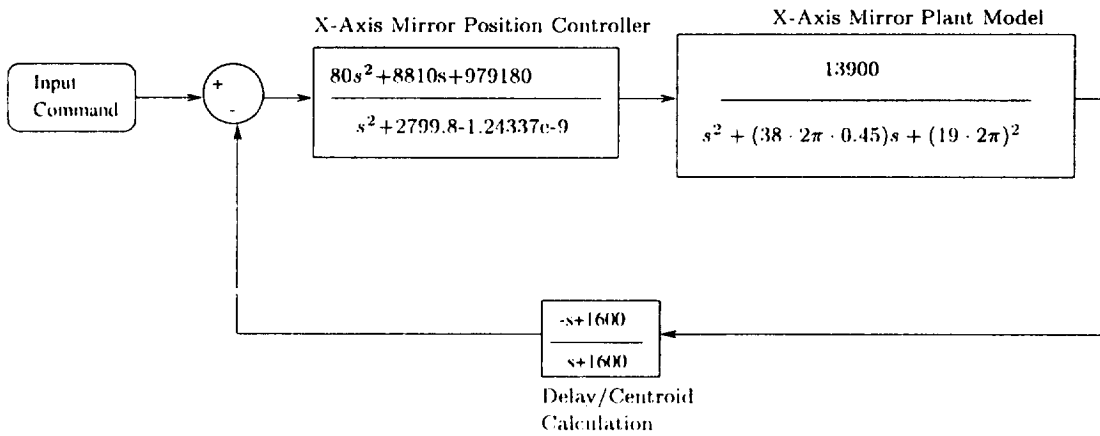 X-Axis Mirror Position Controller
X-Axis Mirror Plant Model
Input
Command
+
-
80s²+8810s+979180
s²+2799.8-1.24337e-9
13900
s² + (38 · 2π · 0.45)s + (19 · 2π)²
-s+1600
s+1600
Delay/Centroid
Calculation